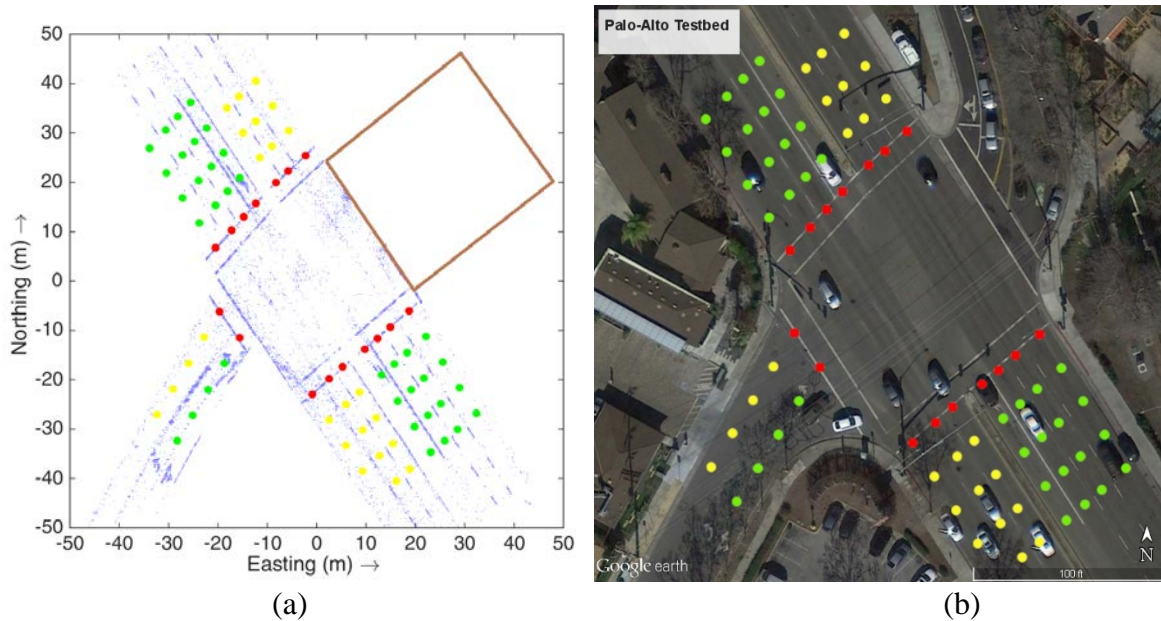 50
40
30
20
10
0
-10
-20
-30
-40
-50
Northing (m) →
-50 -40 -30 -20 -10 0 10 20 30 40 50
Easting (m) →
(a)
Palo-Alto Testbed
Google earth
N
100 ft
(b)